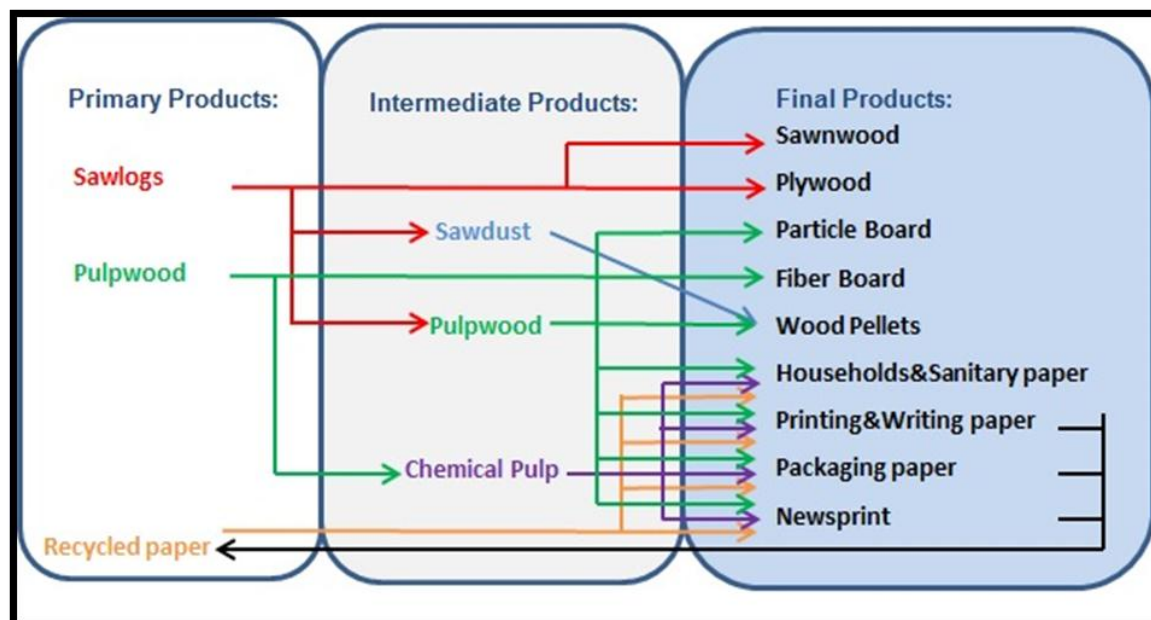 Primary Products:
Sawlogs
Pulpwood
Recycled paper
Intermediate Products:
Sawdust
Pulpwood
Chemical Pulp
Final Products:
Sawnwood
Plywood
Particle Board
Fiber Board
Wood Pellets
Households&Sanitary paper
Printing&Writing paper
Packaging paper
Newsprint